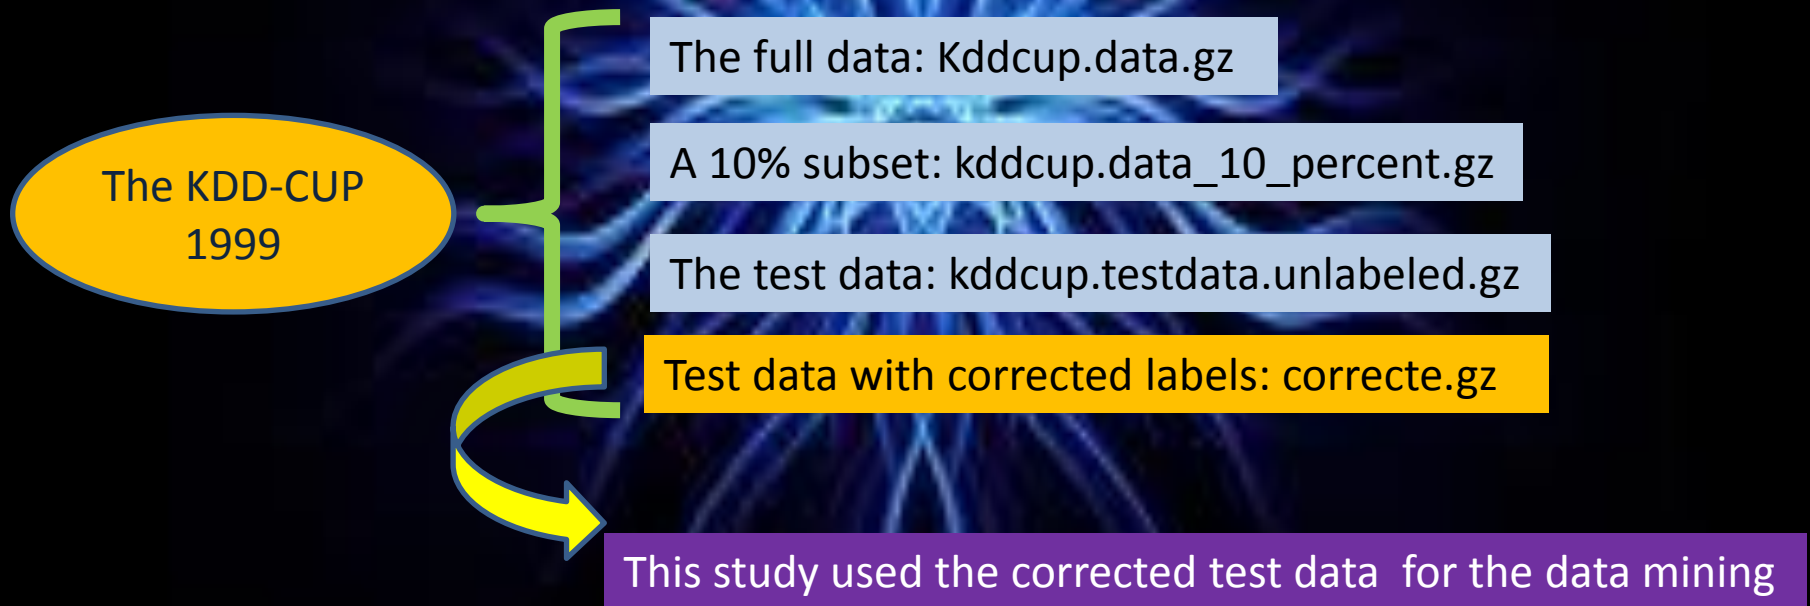 The KDD-CUP
1999
The full data: Kddcup.data.gz
A 10% subset: kddcup.data_10_percent.gz
The test data: kddcup.testdata.unlabeled.gz
Test data with corrected labels: correcte.gz
This study used the corrected test data  for the data mining